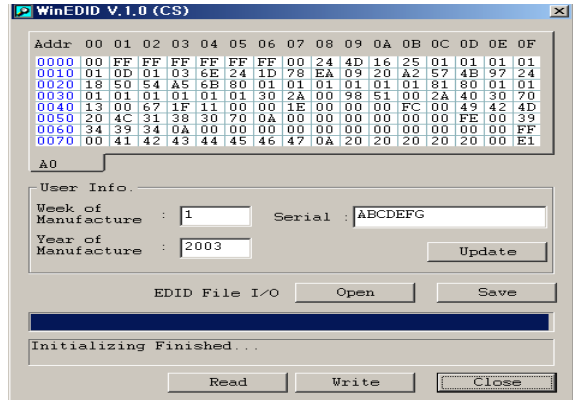 WinEDID V.1.0 (CS)
Addr 00 01 02 03 04 05 06 07 08 09 0A 0B 0C 0D 0E 0F
0000 00 FF FF FF FF FF FF 00 24 4D 16 25 01 01 01 01
0010 01 0D 01 03 6E 24 1D 78 EA 09 20 A2 57 4B 97 24
0020 18 50 54 A5 6B 80 01 01 01 01 01 01 81 80 01 01
0030 01 01 01 01 01 01 30 2A 00 98 51 00 2A 40 30 70
0040 13 00 67 1F 11 00 00 1E 00 00 00 FC 00 49 42 4D
0050 20 4C 31 38 30 70 0A 00 00 00 00 00 00 FE 00 39
0060 34 39 34 0A 00 00 00 00 00 00 00 00 00 00 00 FF
0070 00 41 42 43 44 45 46 47 0A 20 20 20 20 20 00 E1
A0
User Info.
Week of Manufacture : 1 Serial : ABCDEFG
Year of Manufacture : 2003 Update
EDID File I/O Open Save
Initializing Finished...
Read Write Close